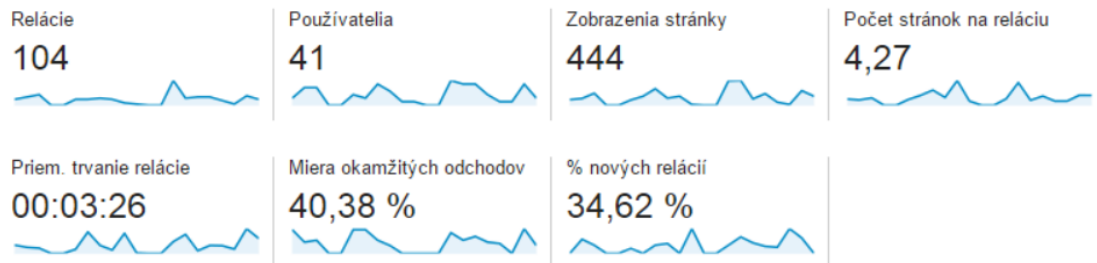 Relácie
104
Používatelia
41
Zobrazenia stránky
444
Počet stránok na reláciu
4,27
Priem. trvanie relácie
00:03:26
Miera okamžitých odchodov
40,38 %
% nových relácií
34,62 %